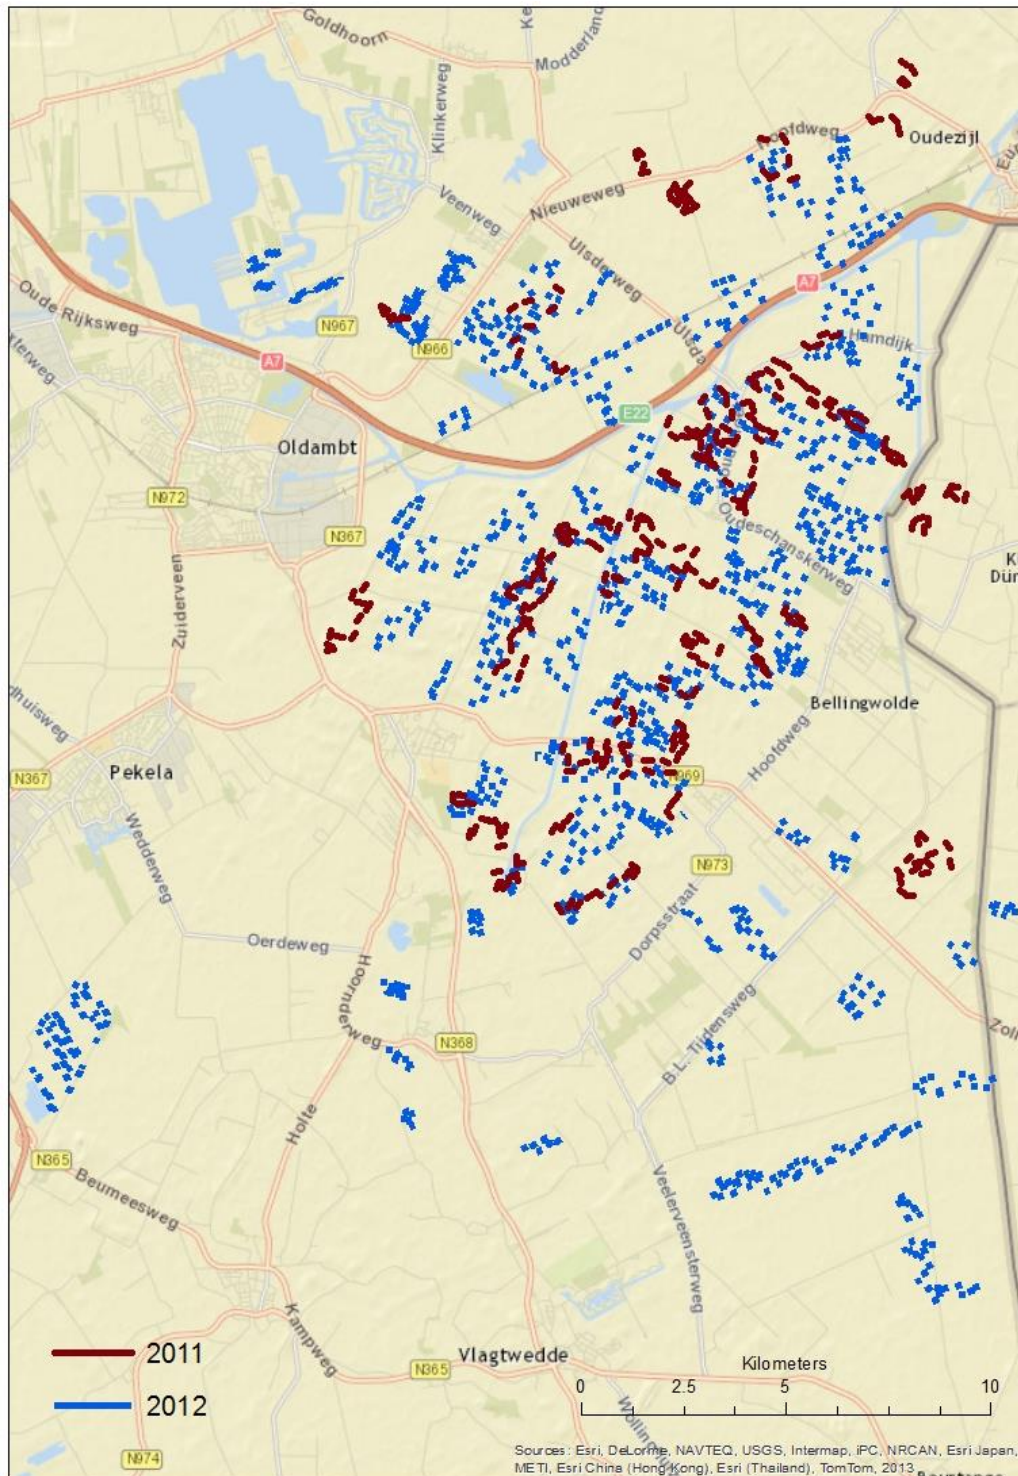 Goldhoorn
Modderland
Klinkerweg
Hoofdweg
Oudezijl
Veenweg
Nieuweweg
Ulsderweg
A7
Oude Rijksweg
N967
Ulsda
Hamdijk
N966
A7
E22
Oldambt
N972
N367
Oudeschanskerweg
Zuiderveen
Bellingwolde
Hoofdweg
Pekela
N367
N969
Wedderweg
N973
Dorpsstraat
Oerdeweg
Hoornderweg
B.L. Tijdensweg
N368
Holte
N365
Beumeesweg
Veelerveensterweg
Kampweg
2011
Vlagtwedde
Kilometers
N365
0 2.5 5 10
2012
N974
Sources: Esri, DeLorme, NAVTEQ, USGS, Intermap, iPC, NRCAN, Esri Japan,
METI, Esri China (Hong Kong), Esri (Thailand), TomTom, 2013